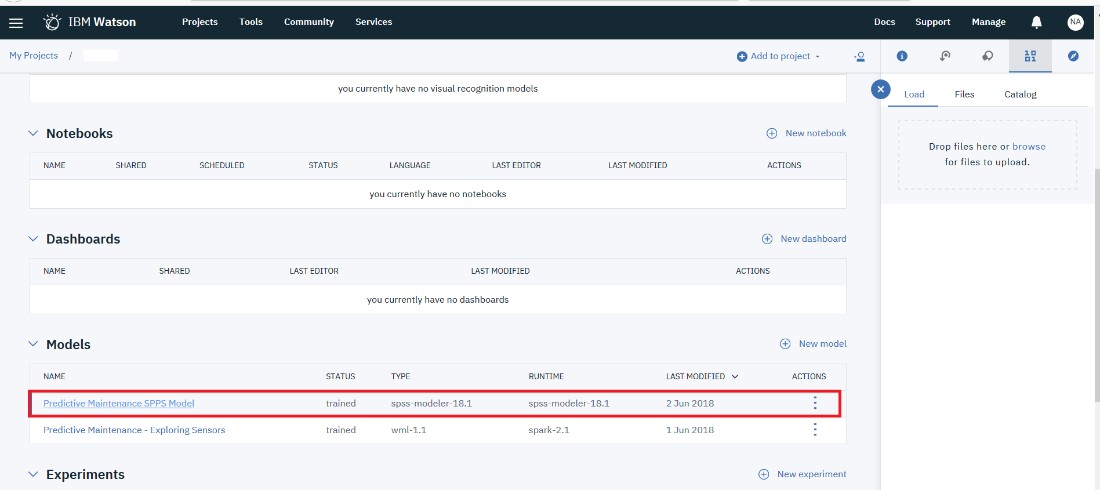 IBM Watson Projects Tools Community Services Docs Support Manage NA
My Projects / Add to project
you currently have no visual recognition models
Notebooks New notebook
NAME SHARED SCHEDULED STATUS LANGUAGE LAST EDITOR LAST MODIFIED ACTIONS
you currently have no notebooks
Dashboards New dashboard
NAME SHARED LAST EDITOR LAST MODIFIED ACTIONS
you currently have no dashboards
Models New model
NAME STATUS TYPE RUNTIME LAST MODIFIED ACTIONS
Predictive Maintenance SPPS Model trained spss-modeler-18.1 spss-modeler-18.1 2 Jun 2018
Predictive Maintenance - Exploring Sensors trained wml-1.1 spark-2.1 1 Jun 2018
Experiments New experiment
Load Files Catalog
Drop files here or browse
for files to upload.